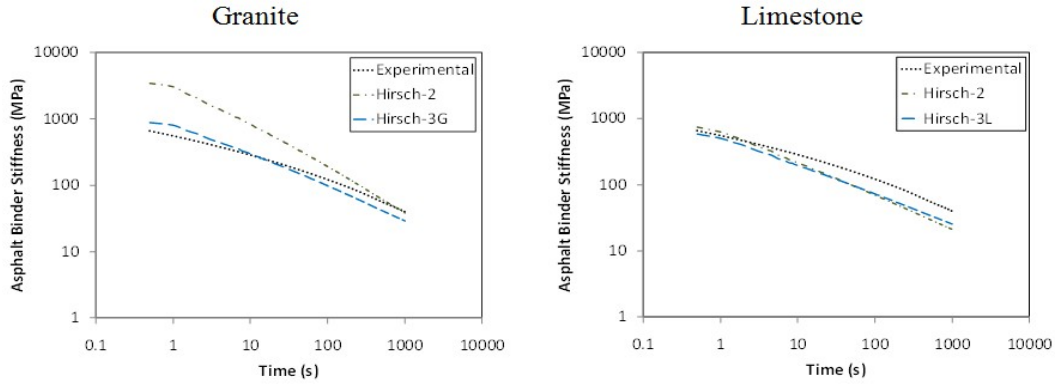 Granite
Asphalt Binder Stiffness (MPa)
10000
1000
100
10
1
Experimental
Hirsch-2
Hirsch-3G
0.1 1 10 100 1000 10000
Time (s)
Limestone
Asphalt Binder Stiffness (MPa)
10000
1000
100
10
1
Experimental
Hirsch-2
Hirsch-3L
0.1 1 10 100 1000 10000
Time (s)